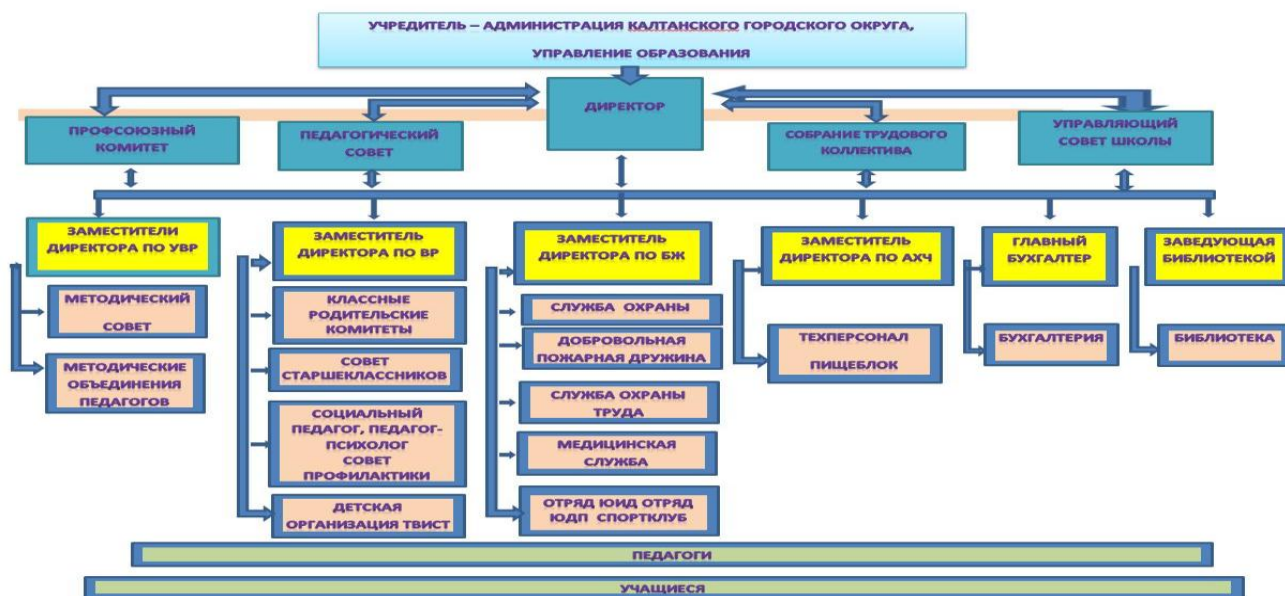 УЧРЕДИТЕЛЬ – АДМИНИСТРАЦИЯ КАЛТАНСКОГО ГОРОДСКОГО ОКРУГА,
УПРАВЛЕНИЕ ОБРАЗОВАНИЯ
ДИРЕКТОР
ПРОФСОЮЗНЫЙ
КОМИТЕТ
ПЕДАГОГИЧЕСКИЙ
СОВЕТ
СОБРАНИЕ ТРУДОВОГО
КОЛЛЕКТИВА
УПРАВЛЯЮЩИЙ
СОВЕТ ШКОЛЫ
ЗАМЕСТИТЕЛИ
ДИРЕКТОРА ПО УВР
МЕТОДИЧЕСКИЙ
СОВЕТ
МЕТОДИЧЕСКИЕ
ОБЪЕДИНЕНИЯ
ПЕДАГОГОВ
ЗАМЕСТИТЕЛЬ
ДИРЕКТОРА ПО ВР
КЛАССНЫЕ
РОДИТЕЛЬСКИЕ
КОМИТЕТЫ
СОВЕТ
СТАРШЕКЛАССНИКОВ
СОЦИАЛЬНЫЙ
ПЕДАГОГ, ПЕДАГОГ-
ПСИХОЛОГ
СОВЕТ
ПРОФИЛАКТИКИ
ДЕТСКАЯ
ОРГАНИЗАЦИЯ ТВИСТ
ЗАМЕСТИТЕЛЬ
ДИРЕКТОРА ПО БЖ
СЛУЖБА ОХРАНЫ
ДОБРОВОЛЬНАЯ
ПОЖАРНАЯ ДРУЖИНА
СЛУЖБА ОХРАНЫ
ТРУДА
МЕДИЦИНСКАЯ
СЛУЖБА
ОТРЯД ЮИД ОТРЯД
ЮДП СПОРТКЛУБ
ЗАМЕСТИТЕЛЬ
ДИРЕКТОРА ПО АХЧ
ТЕХПЕРСОНАЛ
ПИЩЕБЛОК
ГЛАВНЫЙ
БУХГАЛТЕР
БУХГАЛТЕРИЯ
ЗАВЕДУЮЩАЯ
БИБЛИОТЕКОЙ
БИБЛИОТЕКА
ПЕДАГОГИ
УЧАЩИЕСЯ